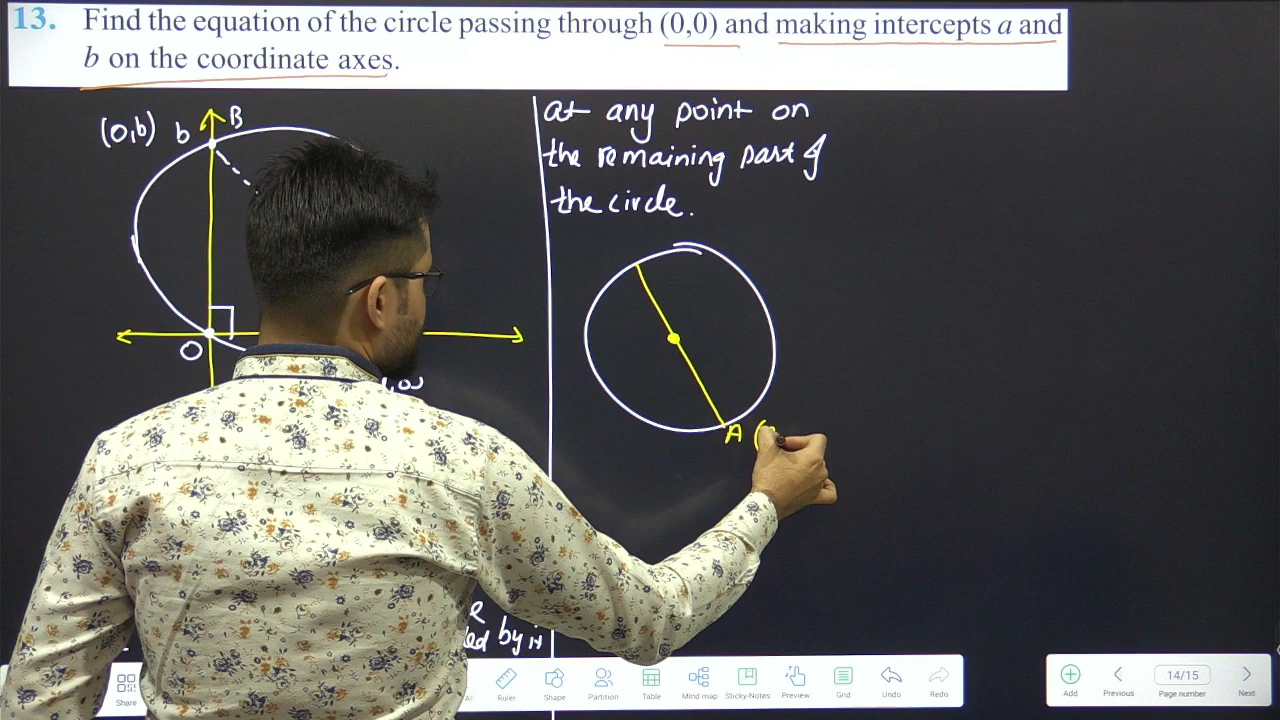 13. Find the equation of the circle passing through (0,0) and making intercepts a and
b on the coordinate axes.
(0,b) b B
O
at any point on
the remaining part of
the circle.
A (
by it
Share
Ruler
Shape
Partition
Table
Mind map
Sticky-Notes
Preview
Grid
Undo
Redo
Add
Previous
14/15
Page number
Next